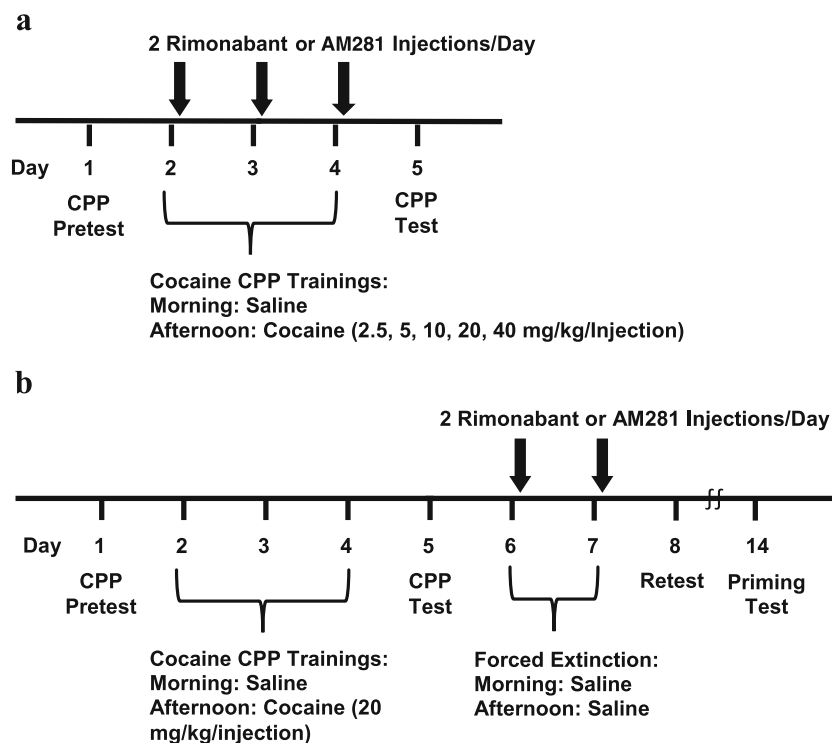 a
2 Rimonabant or AM281 Injections/Day
Day 1 2 3 4 5
CPP Pretest
CPP Test
Cocaine CPP Trainings:
Morning: Saline
Afternoon: Cocaine (2.5, 5, 10, 20, 40 mg/kg/Injection)
b
2 Rimonabant or AM281 Injections/Day
Day 1 2 3 4 5 6 7 8 14
CPP Pretest
CPP Test
Retest
Priming Test
Cocaine CPP Trainings:
Morning: Saline
Afternoon: Cocaine (20
mg/kg/injection)
Forced Extinction:
Morning: Saline
Afternoon: Saline